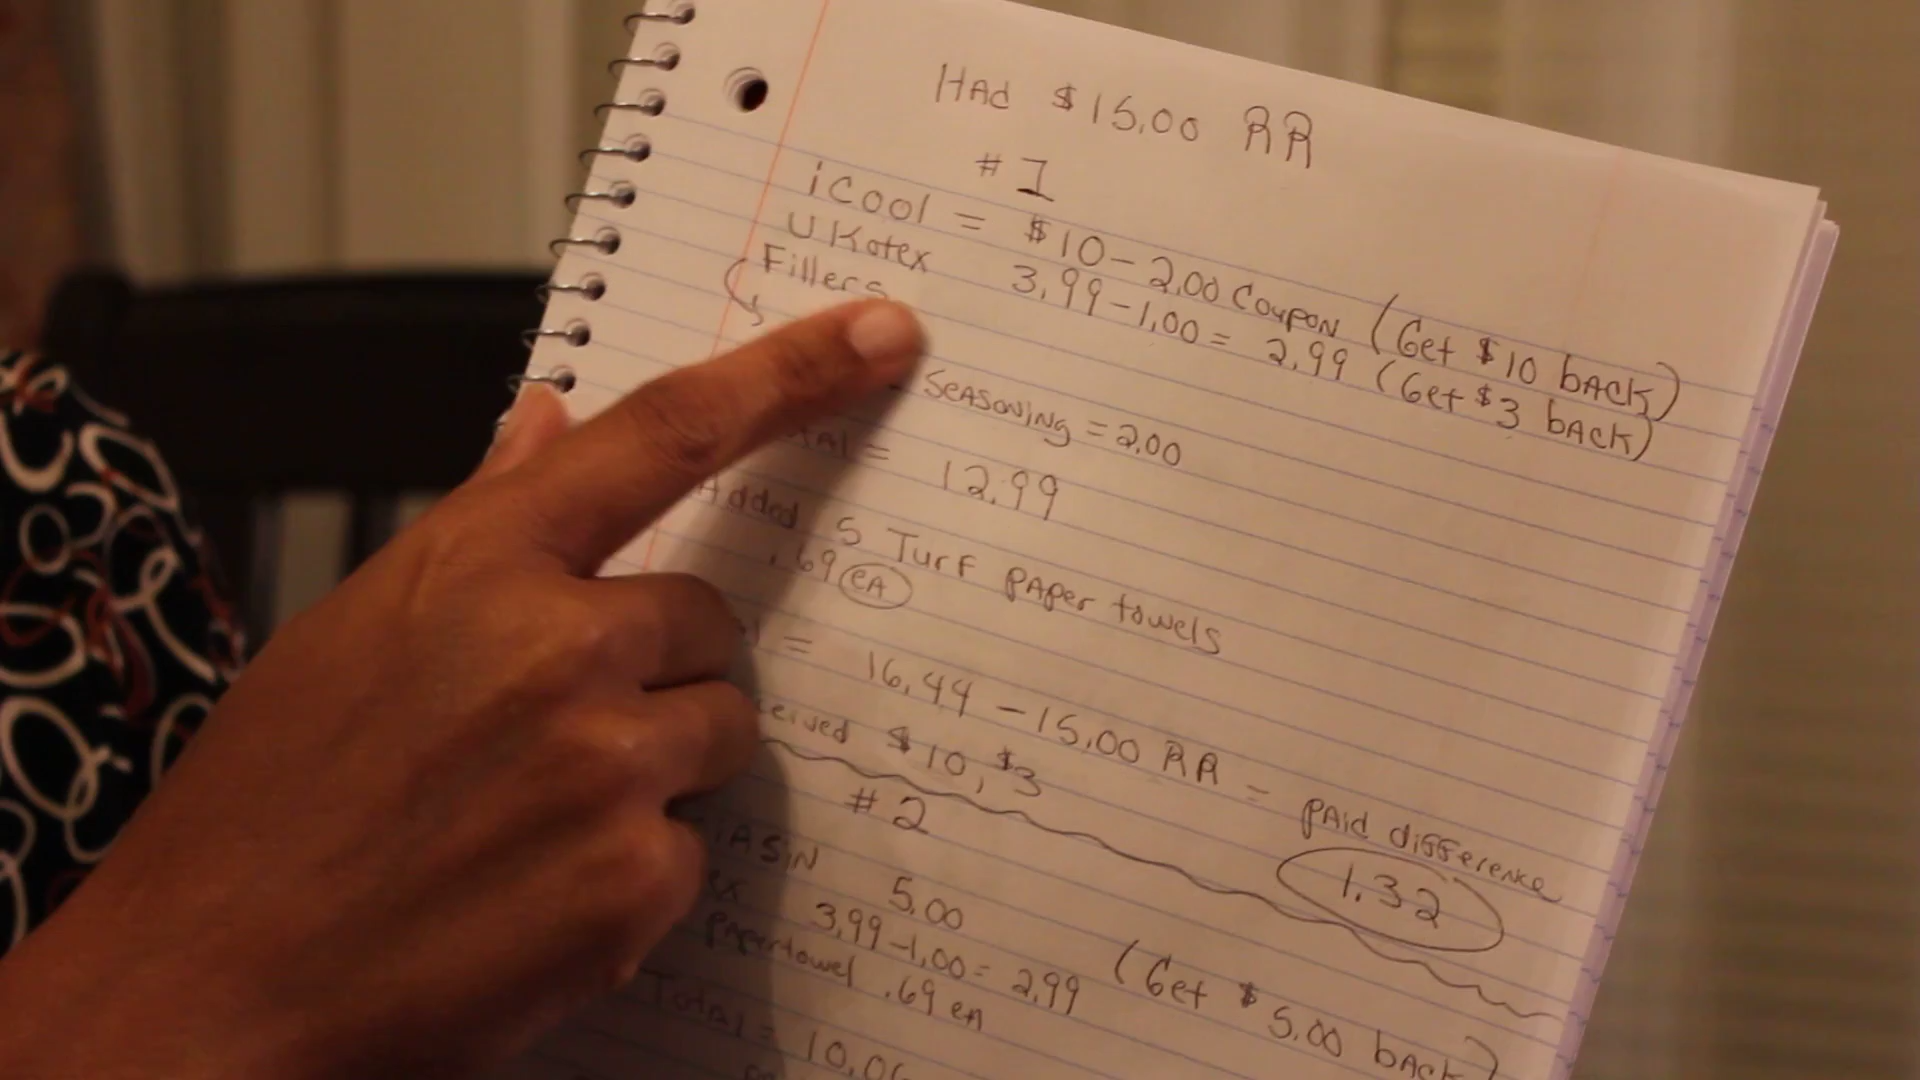 HAd $15.00 RR
#1
iCool = $10 - 2.00 Coupon (Get $10 bAck)
U Kotex 3.99 - 1.00 = 2.99 (Get $3 bAck)
Fillers
SeASoning = 2.00
= 12.99
Added 5 Turf PAper towels
.69 eA
= 16.44 - 15.00 RR = PAid difference
1.32
$10, $3
#2
5.00 (Get $5.00 bAck)
3.99 - 1.00 = 2.99
PApertowel .69 eA
Total = 10.06